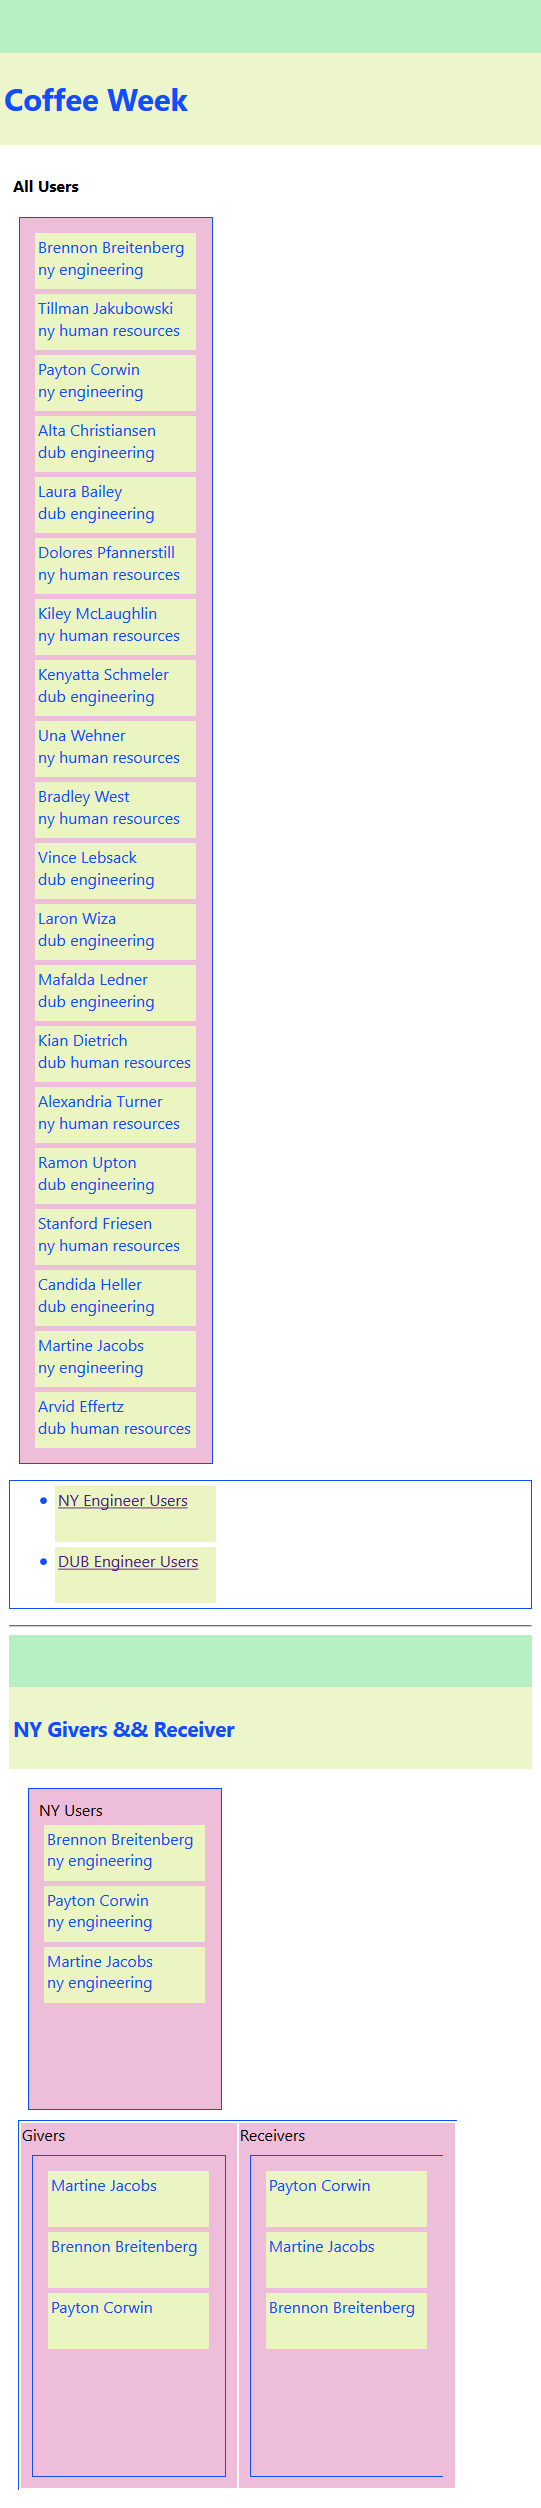 Coffee Week
All Users
Brennon Breitenberg
ny engineering
Tillman Jakubowski
ny human resources
Payton Corwin
ny engineering
Alta Christiansen
dub engineering
Laura Bailey
dub engineering
Dolores Pfannerstill
ny human resources
Kiley McLaughlin
ny human resources
Kenyatta Schmeler
dub engineering
Una Wehner
ny human resources
Bradley West
ny human resources
Vince Lebsack
dub engineering
Laron Wiza
dub engineering
Mafalda Ledner
dub engineering
Kian Dietrich
dub human resources
Alexandria Turner
ny human resources
Ramon Upton
dub engineering
Stanford Friesen
ny human resources
Candida Heller
dub engineering
Martine Jacobs
ny engineering
Arvid Effertz
dub human resources
NY Engineer Users
DUB Engineer Users
NY Givers && Receiver
NY Users
Brennon Breitenberg
ny engineering
Payton Corwin
ny engineering
Martine Jacobs
ny engineering
Givers
Martine Jacobs
Brennon Breitenberg
Payton Corwin
Receivers
Payton Corwin
Martine Jacobs
Brennon Breitenberg